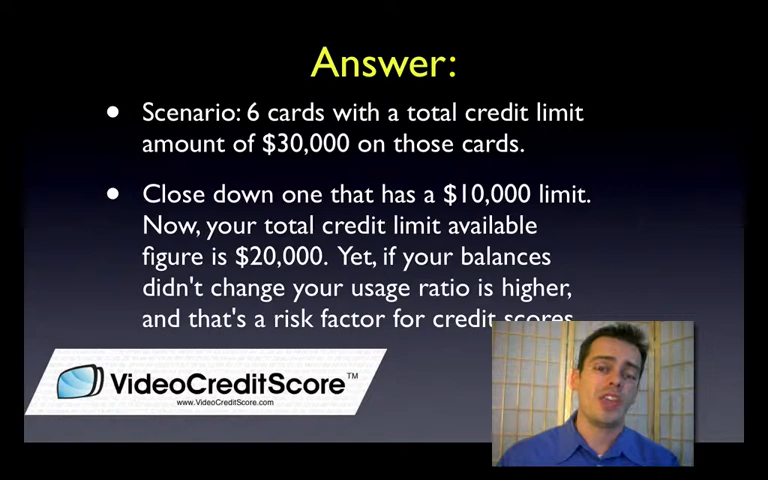 Answer:
Scenario: 6 cards with a total credit limit
amount of $30,000 on those cards.
Close down one that has a $10,000 limit.
Now, your total credit limit available
figure is $20,000. Yet, if your balances
didn't change your usage ratio is higher,
and that's a risk factor for credit scores
VideoCreditScore™
www.VideoCreditScore.com